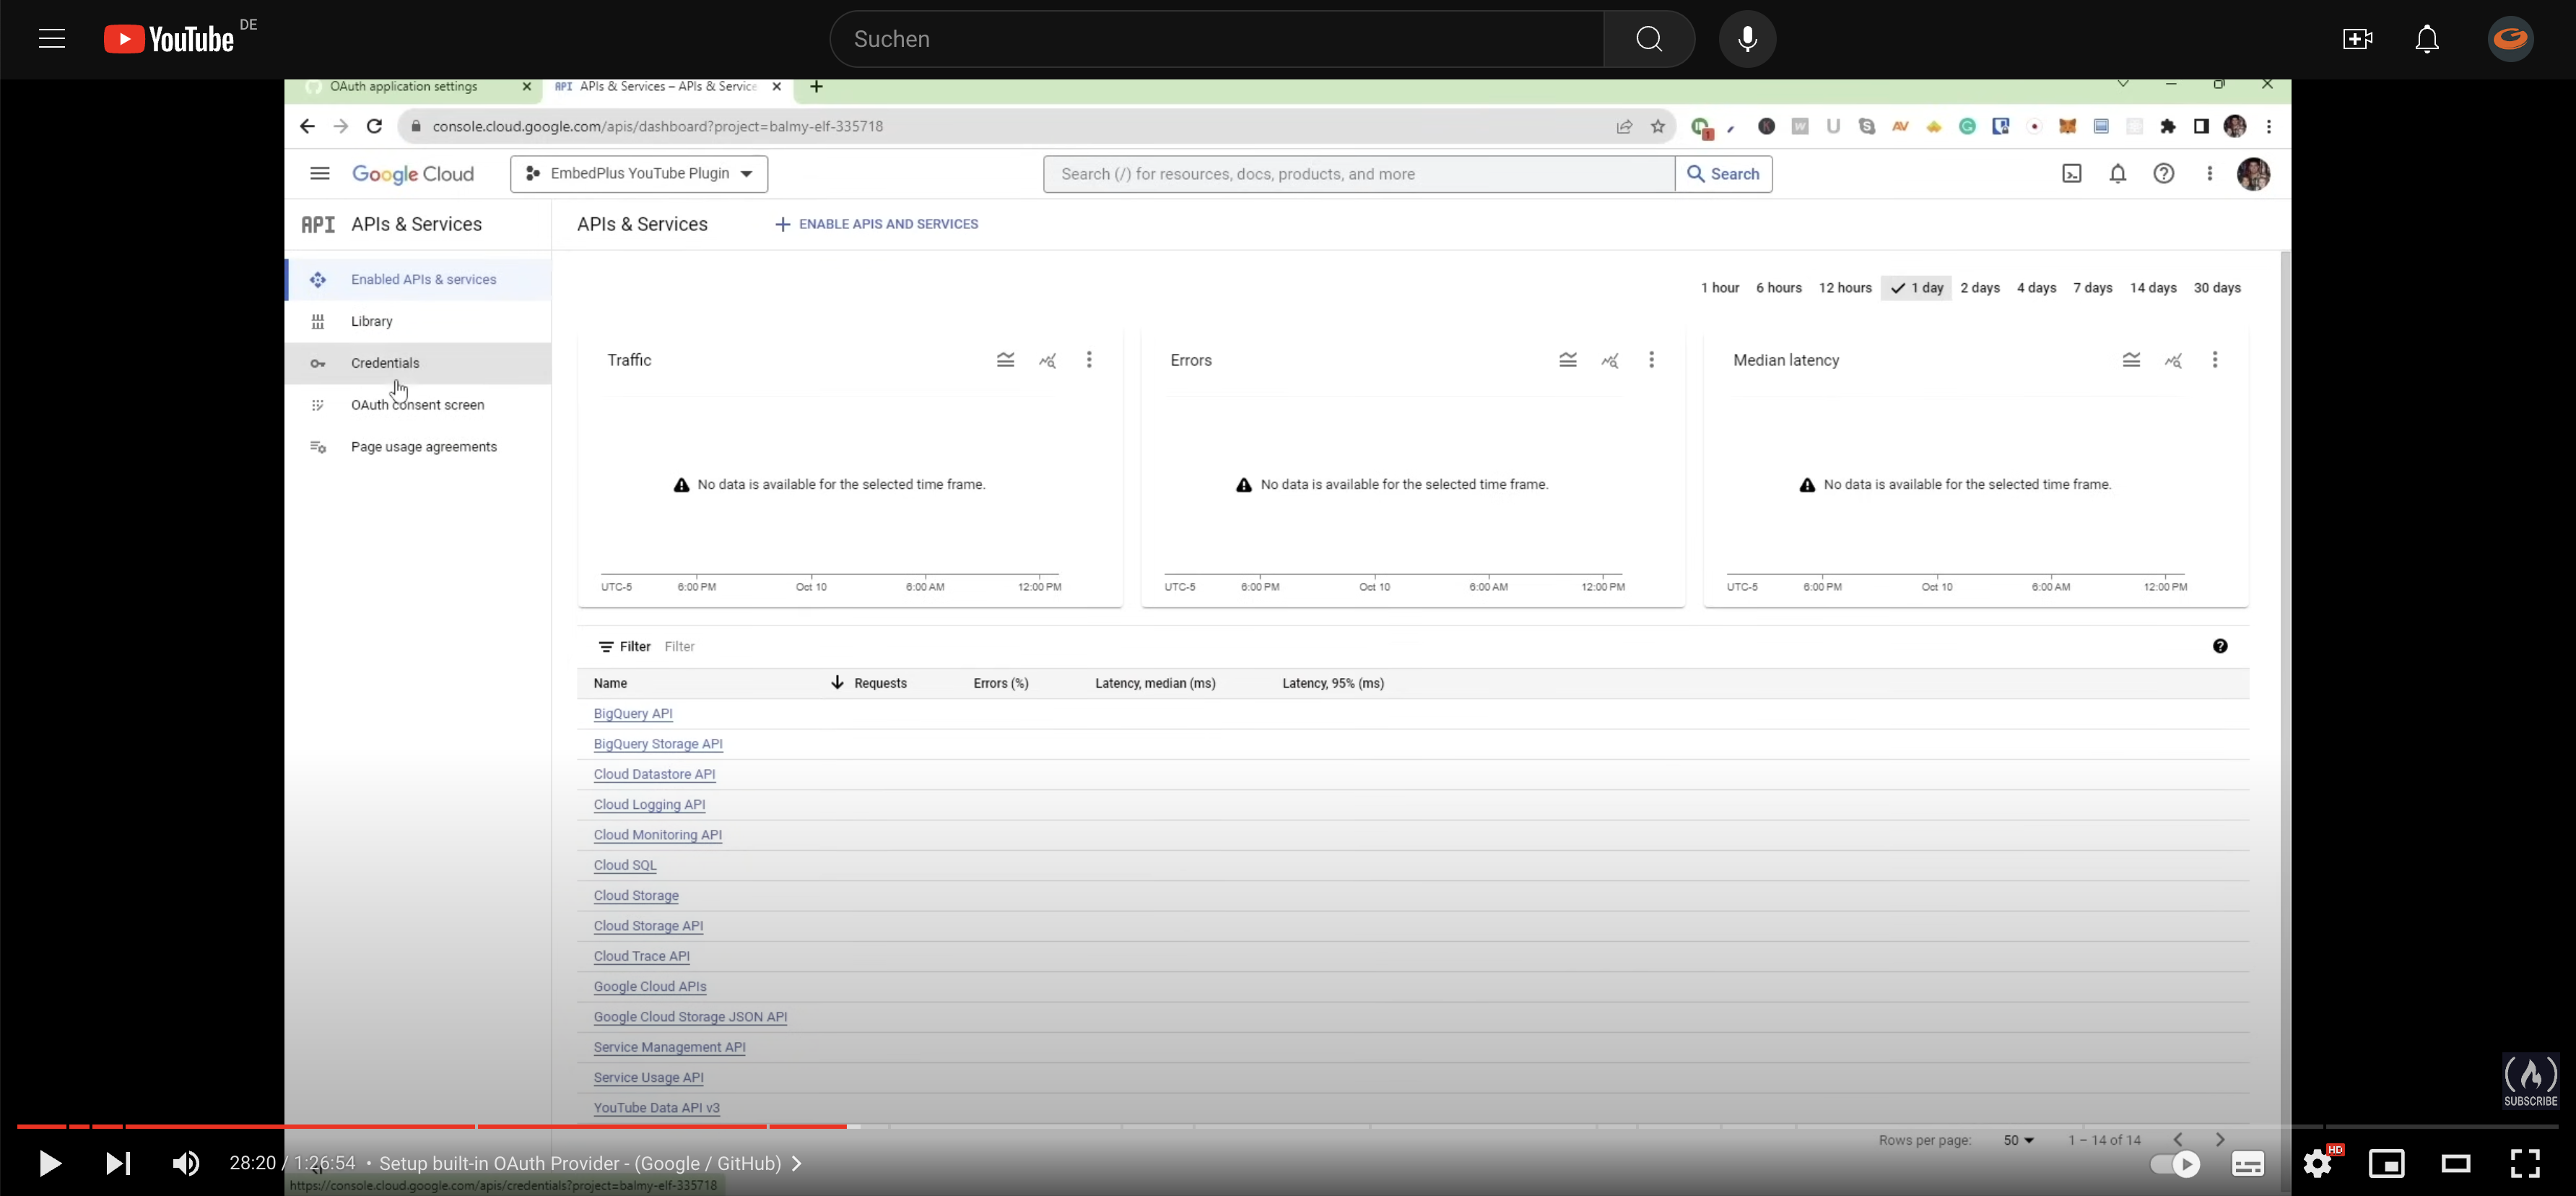 YouTube DE
Suchen
OAuth application settings
API APIs & Services – APIs & Service
console.cloud.google.com/apis/dashboard?project=balmy-elf-335718
Google Cloud
EmbedPlus YouTube Plugin
Search (/) for resources, docs, products, and more
Search
API APIs & Services
APIs & Services
ENABLE APIS AND SERVICES
Enabled APIs & services
Library
Credentials
OAuth consent screen
Page usage agreements
1 hour 6 hours 12 hours 1 day 2 days 4 days 7 days 14 days 30 days
Traffic
No data is available for the selected time frame.
UTC-5 6:00 PM Oct 10 6:00 AM 12:00 PM
Errors
No data is available for the selected time frame.
UTC-5 6:00 PM Oct 10 6:00 AM 12:00 PM
Median latency
No data is available for the selected time frame.
UTC-5 6:00 PM Oct 10 6:00 AM 12:00 PM
Filter Filter
Name Requests Errors (%) Latency, median (ms) Latency, 95% (ms)
BigQuery API
BigQuery Storage API
Cloud Datastore API
Cloud Logging API
Cloud Monitoring API
Cloud SQL
Cloud Storage
Cloud Storage API
Cloud Trace API
Google Cloud APIs
Google Cloud Storage JSON API
Service Management API
Service Usage API
YouTube Data API v3
SUBSCRIBE
Rows per page: 50 1 – 14 of 14
28:20 / 1:26:54 • Setup built-in OAuth Provider - (Google / GitHub)
HD
https://console.cloud.google.com/apis/credentials?project=balmy-elf-335718